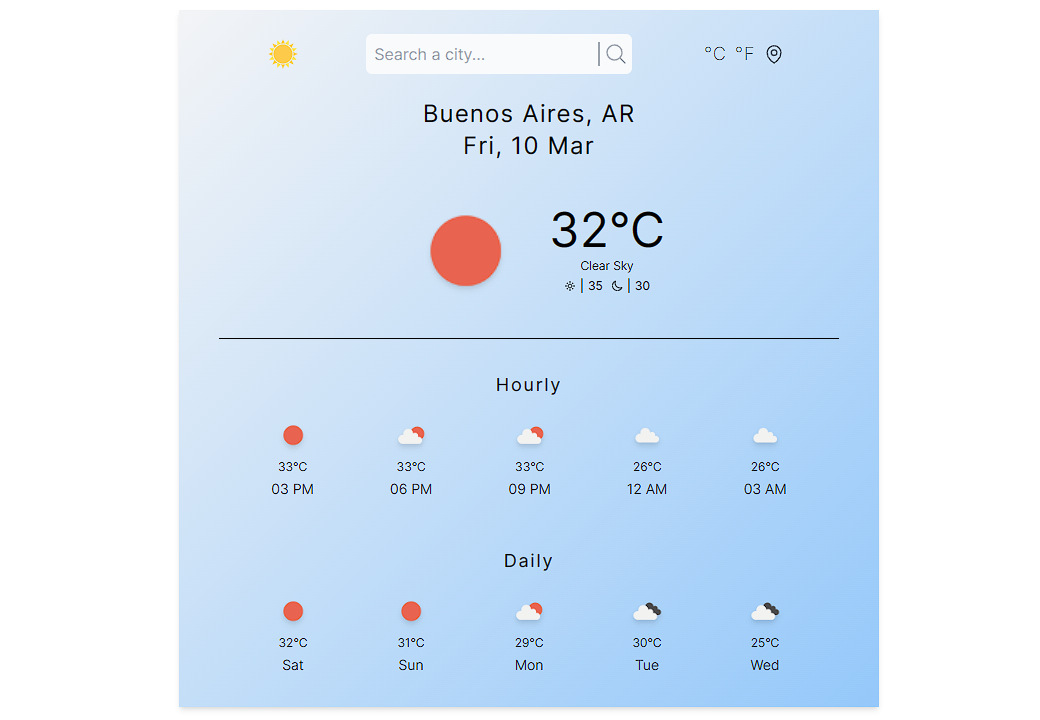 Search a city...
°C °F
Buenos Aires, AR
Fri, 10 Mar
32°C
Clear Sky
35 30
Hourly
33°C 33°C 33°C 26°C 26°C
03 PM 06 PM 09 PM 12 AM 03 AM
Daily
32°C 31°C 29°C 30°C 25°C
Sat Sun Mon Tue Wed